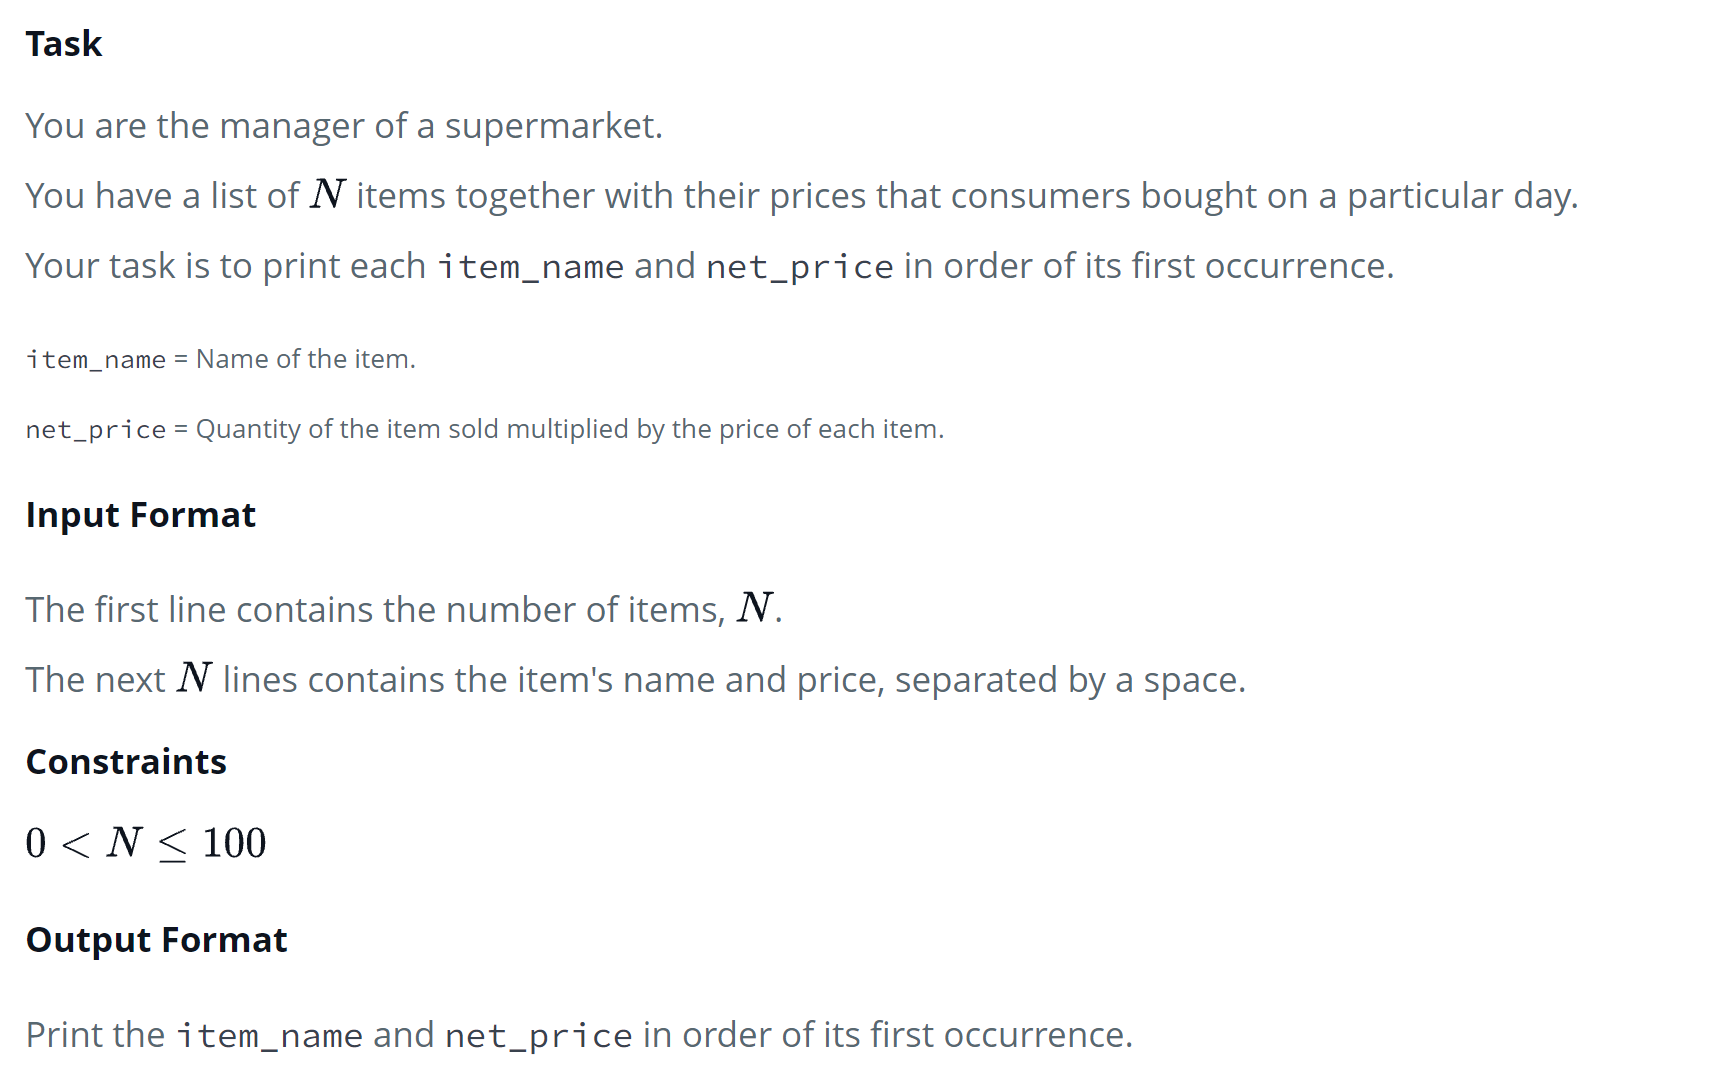 Task
You are the manager of a supermarket.
You have a list of N items together with their prices that consumers bought on a particular day.
Your task is to print each item_name and net_price in order of its first occurrence.
item_name = Name of the item.
net_price = Quantity of the item sold multiplied by the price of each item.
Input Format
The first line contains the number of items, N.
The next N lines contains the item's name and price, separated by a space.
Constraints
0 < N ≤ 100
Output Format
Print the item_name and net_price in order of its first occurrence.